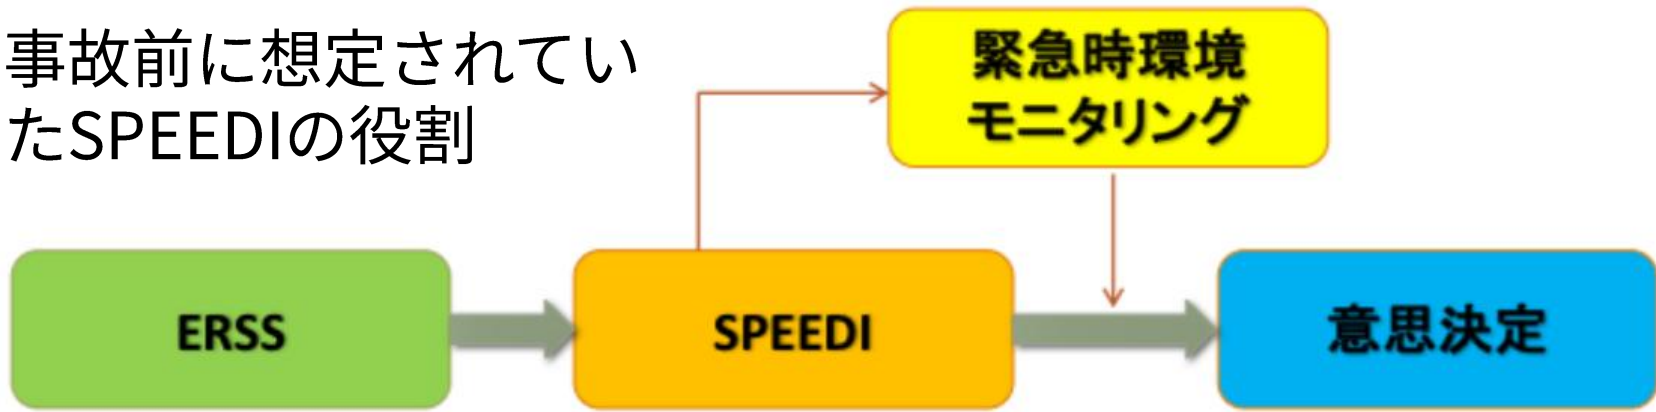 事故前に想定されてい
たSPEEDIの役割
緊急時環境
モニタリング
ERSS
SPEEDI
意思決定